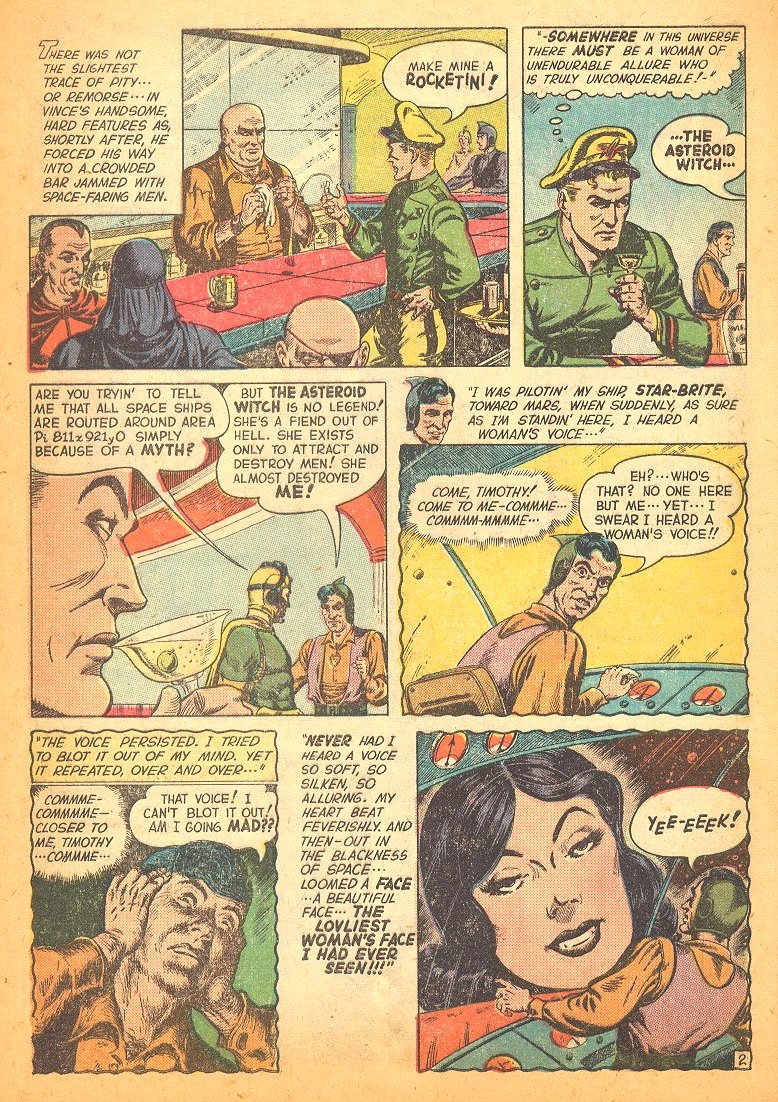 THERE WAS NOT
THE SLIGHTEST
TRACE OF PITY---
OR REMORSE---IN
VINCE'S HANDSOME,
HARD FEATURES AS,
SHORTLY AFTER, HE
FORCED HIS WAY
INTO A CROWDED
BAR JAMMED WITH
SPACE-FARING MEN.
MAKE MINE A
ROCKETINI!
"-SOMEWHERE IN THIS UNIVERSE
THERE MUST BE A WOMAN OF
UNENDURABLE ALLURE WHO
IS TRULY UNCONQUERABLE!-"
---THE
ASTEROID
WITCH---
ARE YOU TRYIN' TO TELL
ME THAT ALL SPACE SHIPS
ARE ROUTED AROUND AREA
Pi 811z921yO SIMPLY
BECAUSE OF A MYTH?
BUT THE ASTEROID
WITCH IS NO LEGEND!
SHE'S A FIEND OUT OF
HELL. SHE EXISTS
ONLY TO ATTRACT AND
DESTROY MEN! SHE
ALMOST DESTROYED
ME!
"I WAS PILOTIN' MY SHIP, STAR-BRITE,
TOWARD MARS, WHEN SUDDENLY, AS SURE
AS I'M STANDIN' HERE, I HEARD A
WOMAN'S VOICE---"
COME, TIMOTHY!
COME TO ME-COMMME---
COMMMM-MMMME---
EH?---WHO'S
THAT? NO ONE HERE
BUT ME---YET---I
SWEAR I HEARD A
WOMAN'S VOICE!!
"THE VOICE PERSISTED. I TRIED
TO BLOT IT OUT OF MY MIND. YET
IT REPEATED, OVER AND OVER---"
COMMME-
COMMMME-
CLOSER TO
ME, TIMOTHY
---COMMME---
THAT VOICE! I
CAN'T BLOT IT OUT!
AM I GOING MAD??
"NEVER HAD I
HEARD A VOICE
SO SOFT, SO
SILKEN, SO
ALLURING. MY
HEART BEAT
FEVERISHLY. AND
THEN-OUT IN
THE BLACKNESS
OF SPACE---
LOOMED A FACE
---A BEAUTIFUL
FACE--- THE
LOVLIEST
WOMAN'S FACE
I HAD EVER
SEEN!!!"
YEE-EEEK!
2